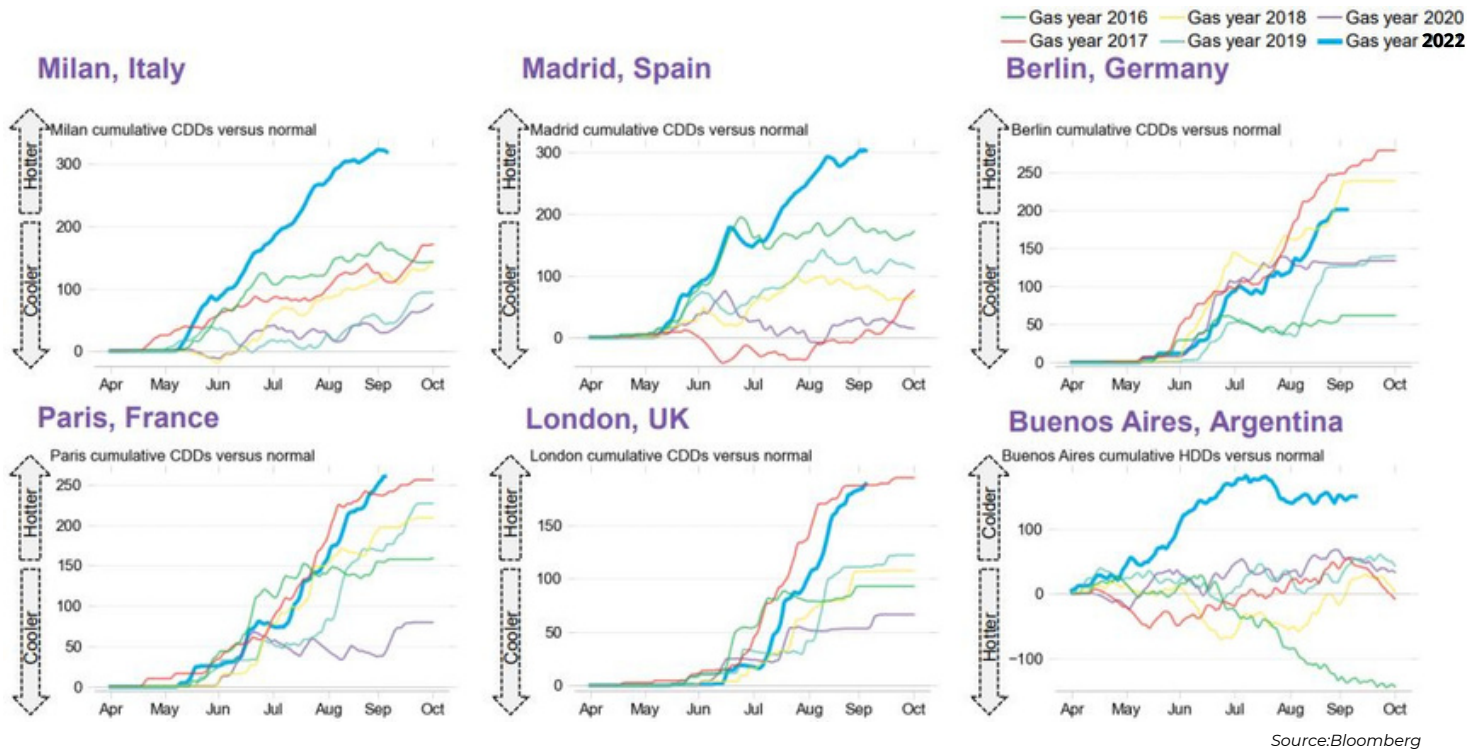 Gas year 2016 Gas year 2018 Gas year 2020
Gas year 2017 Gas year 2019 Gas year 2022
Milan, Italy
Hotter
Cooler
Milan cumulative CDDs versus normal
300
200
100
0
Apr May Jun Jul Aug Sep Oct
Madrid, Spain
Hotter
Cooler
Madrid cumulative CDDs versus normal
300
200
100
0
Apr May Jun Jul Aug Sep Oct
Berlin, Germany
Hotter
Cooler
Berlin cumulative CDDs versus normal
250
200
150
100
50
0
Apr May Jun Jul Aug Sep Oct
Paris, France
Hotter
Cooler
Paris cumulative CDDs versus normal
250
200
150
100
50
0
Apr May Jun Jul Aug Sep Oct
London, UK
Hotter
Cooler
London cumulative CDDs versus normal
150
100
50
0
Apr May Jun Jul Aug Sep Oct
Buenos Aires, Argentina
Colder
Hotter
Buenos Aires cumulative HDDs versus normal
100
0
−100
Apr May Jun Jul Aug Sep Oct
Source:Bloomberg